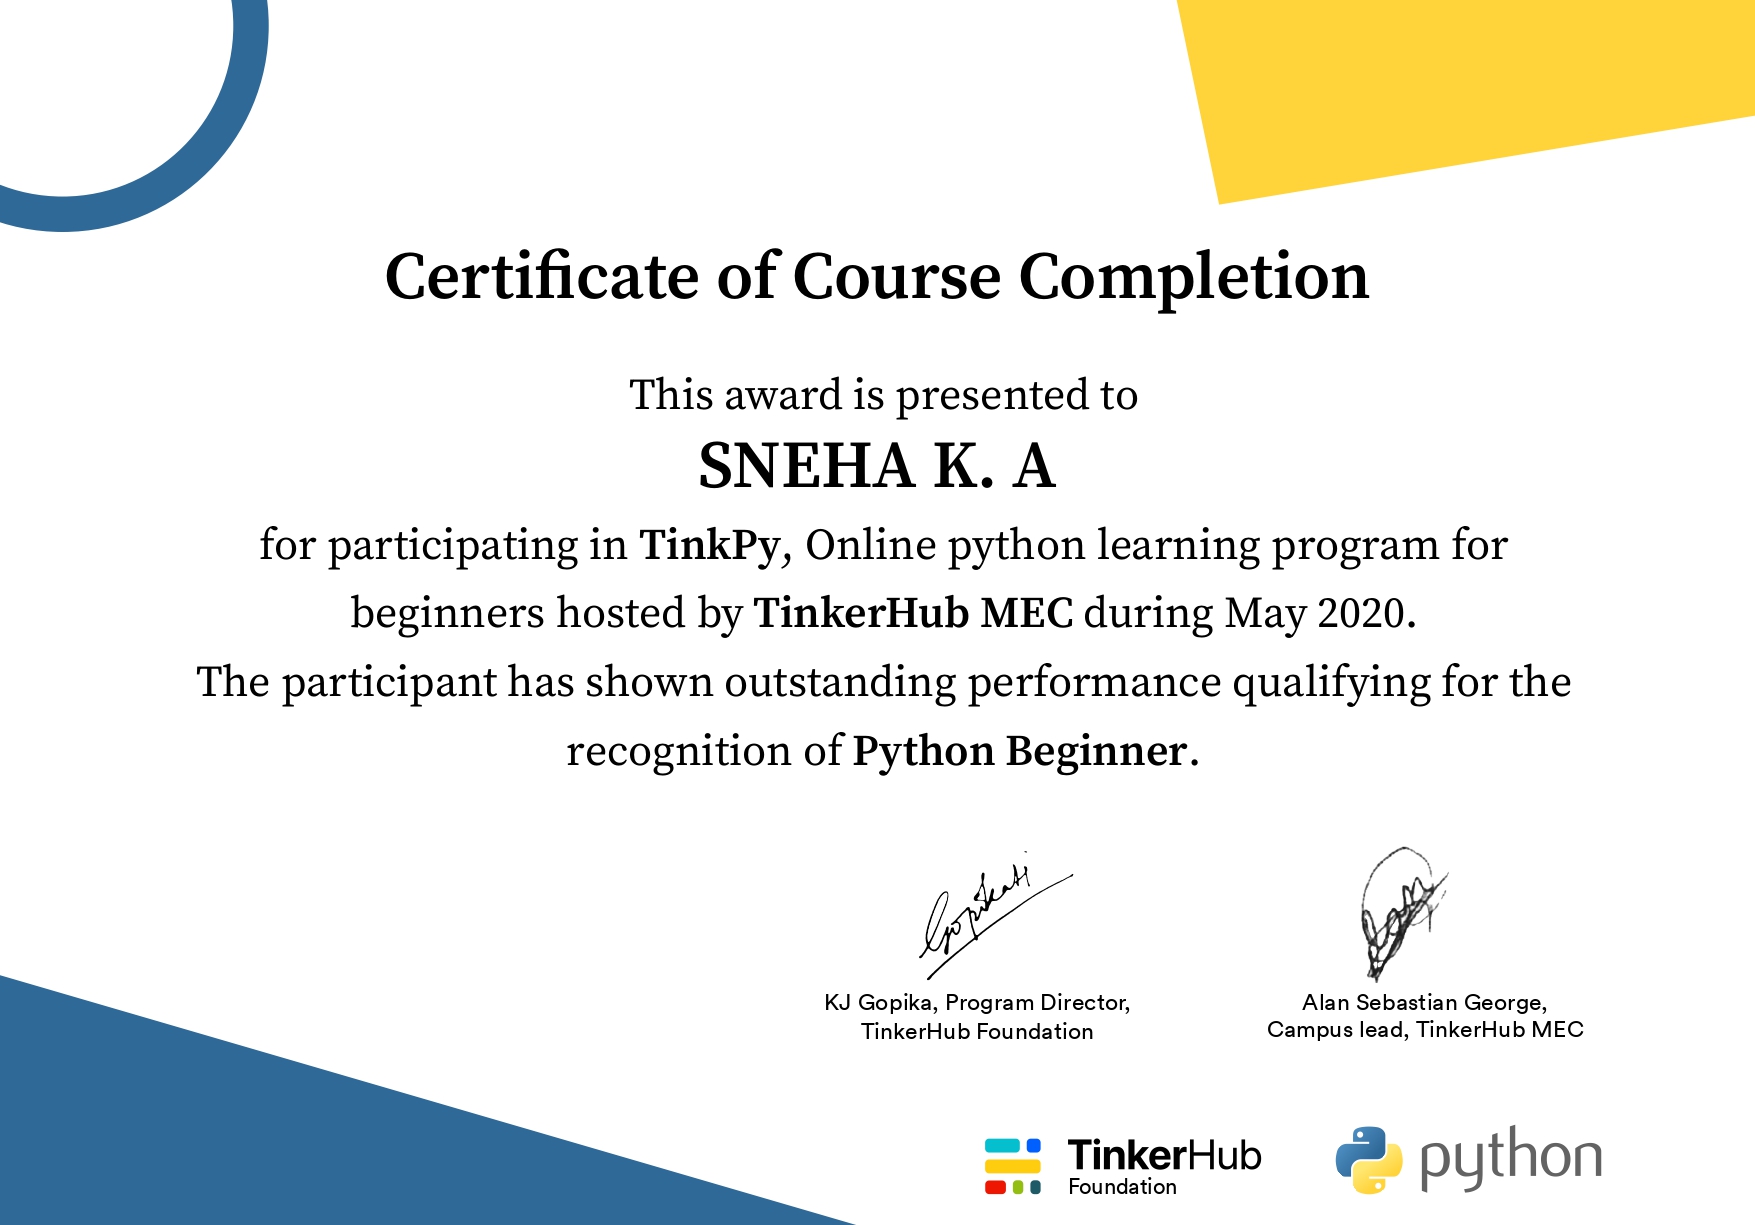 Certificate of Course Completion
This award is presented to
SNEHA K. A
for participating in TinkPy, Online python learning program for
beginners hosted by TinkerHub MEC during May 2020.
The participant has shown outstanding performance qualifying for the
recognition of Python Beginner.
KJ Gopika, Program Director,
TinkerHub Foundation
Alan Sebastian George,
Campus lead, TinkerHub MEC
TinkerHub
Foundation
python